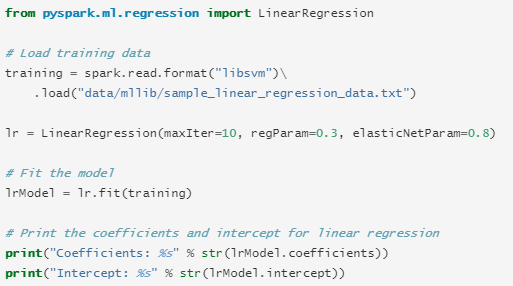 from pyspark.ml.regression import LinearRegression
# Load training data
training = spark.read.format("libsvm")\
    .load("data/mllib/sample_linear_regression_data.txt")
lr = LinearRegression(maxIter=10, regParam=0.3, elasticNetParam=0.8)
# Fit the model
lrModel = lr.fit(training)
# Print the coefficients and intercept for linear regression
print("Coefficients: %s" % str(lrModel.coefficients))
print("Intercept: %s" % str(lrModel.intercept))